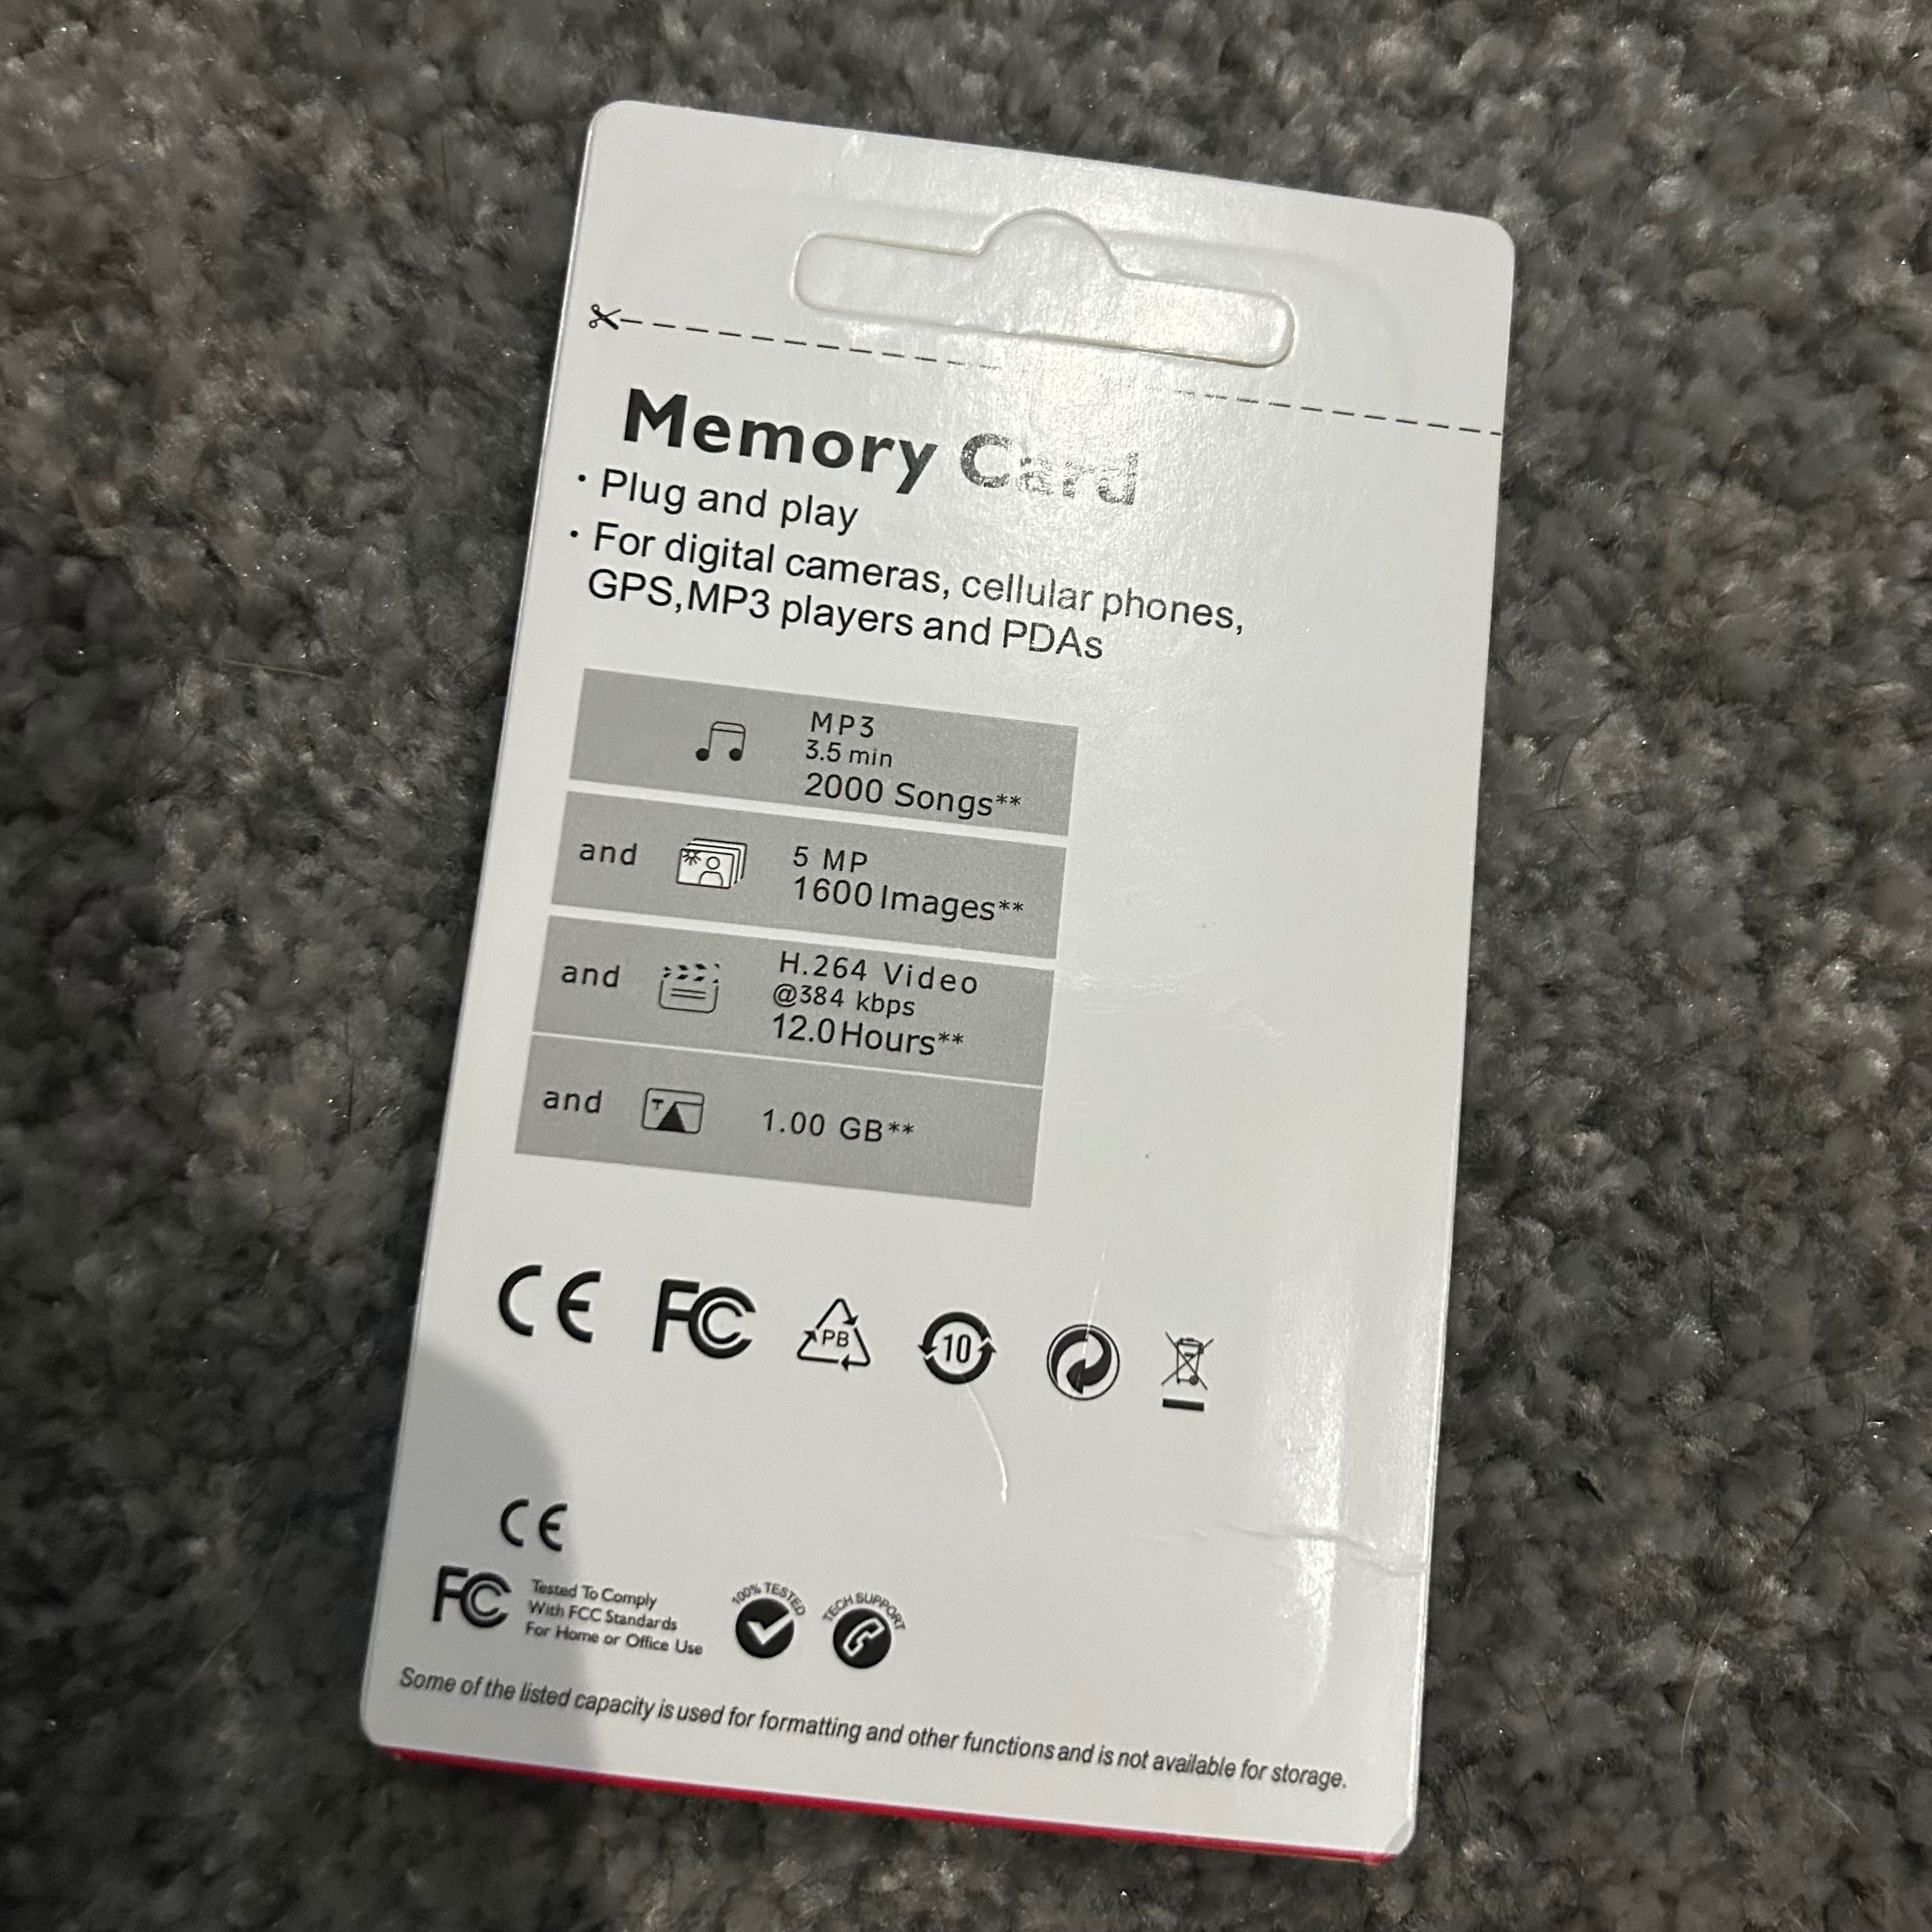 Memory Card
· Plug and play
· For digital cameras, cellular phones,
GPS,MP3 players and PDAs
MP3
3.5 min
2000 Songs**
and
5 MP
1600 Images**
and
H.264 Video
@384 kbps
12.0 Hours**
and
T
1.00 GB**
CE FC PB 10
CE
FC
Tested To Comply
With FCC Standards
For Home or Office Use
100% TESTED
TECH SUPPORT
Some of the listed capacity is used for formatting and other functions and is not available for storage.